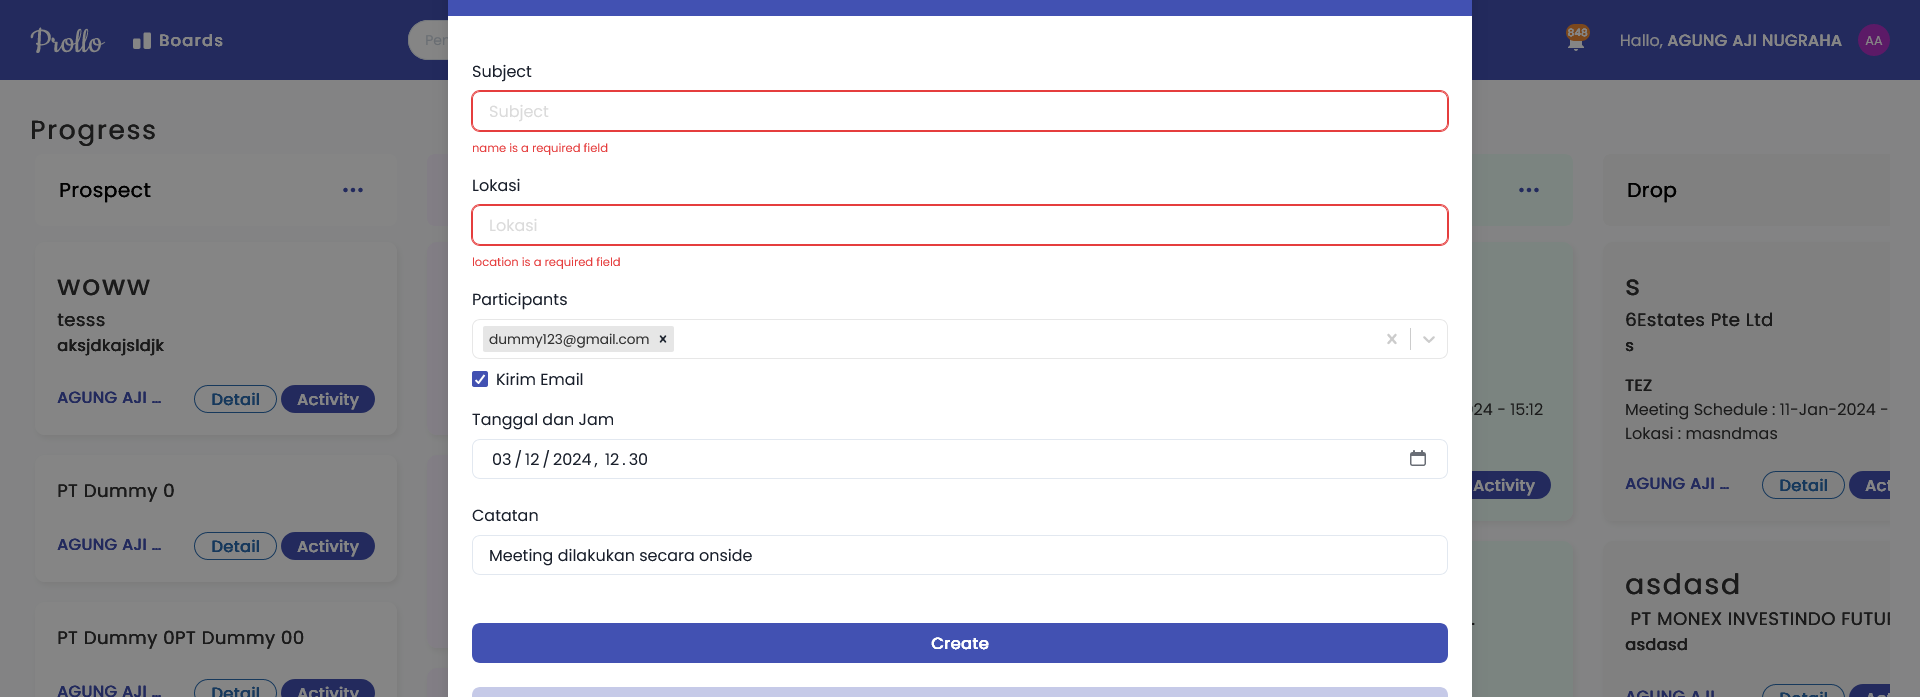 Prollo
Boards
Per
848
Hallo, AGUNG AJI NUGRAHA
AA
Progress
Prospect
woww
tesss
aksjdkajsldjk
AGUNG AJI ...
Detail
Activity
PT Dummy 0
AGUNG AJI ...
Detail
Activity
PT Dummy 0PT Dummy 00
AGUNG AJI ...
Detail
Activity
Subject
Subject
name is a required field
Lokasi
Lokasi
location is a required field
Participants
dummy123@gmail.com
Kirim Email
Tanggal dan Jam
03/12/2024, 12.30
Catatan
Meeting dilakukan secara onside
Create
24 - 15:12
Activity
Drop
s
6Estates Pte Ltd
s
TEZ
Meeting Schedule : 11-Jan-2024 -
Lokasi : masndmas
AGUNG AJI ...
Detail
Act
asdasd
PT MONEX INVESTINDO FUTU
asdasd
AGUNG AJI ...
Detail
Act